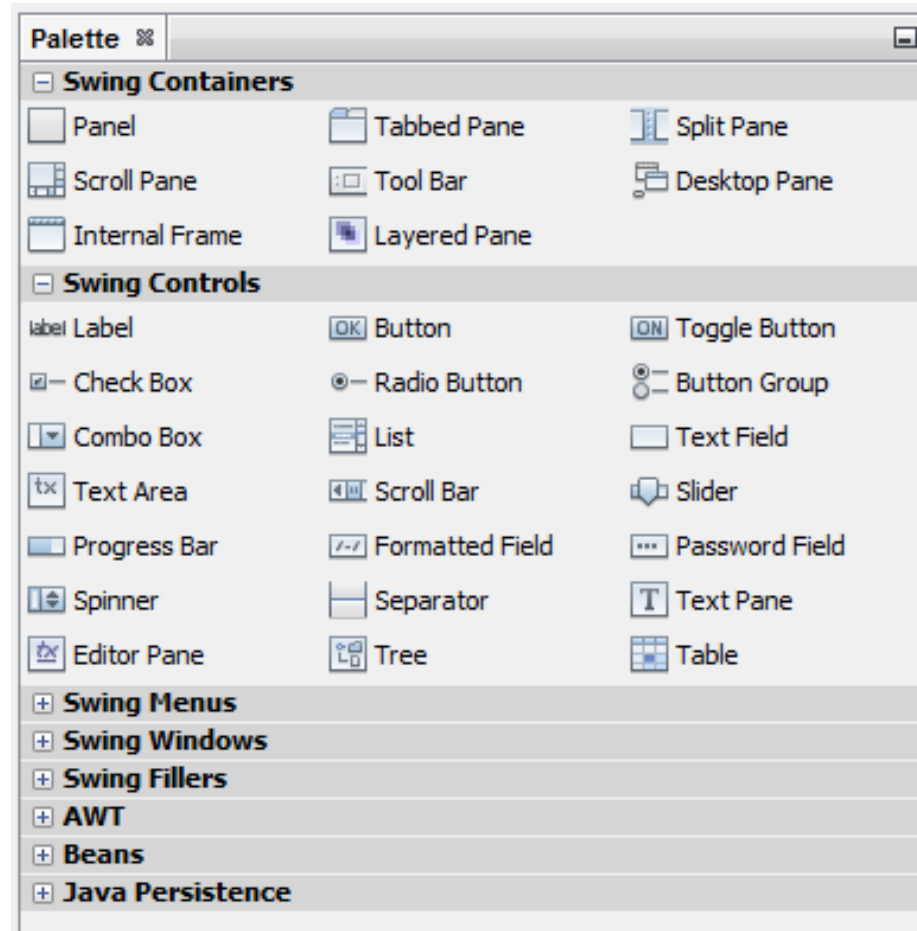 Palette
Swing Containers
Panel Tabbed Pane Split Pane
Scroll Pane Tool Bar Desktop Pane
Internal Frame Layered Pane
Swing Controls
label Label OK Button ON Toggle Button
Check Box Radio Button Button Group
Combo Box List Text Field
tx Text Area Scroll Bar Slider
Progress Bar Formatted Field Password Field
Spinner Separator T Text Pane
Editor Pane Tree Table
Swing Menus
Swing Windows
Swing Fillers
AWT
Beans
Java Persistence